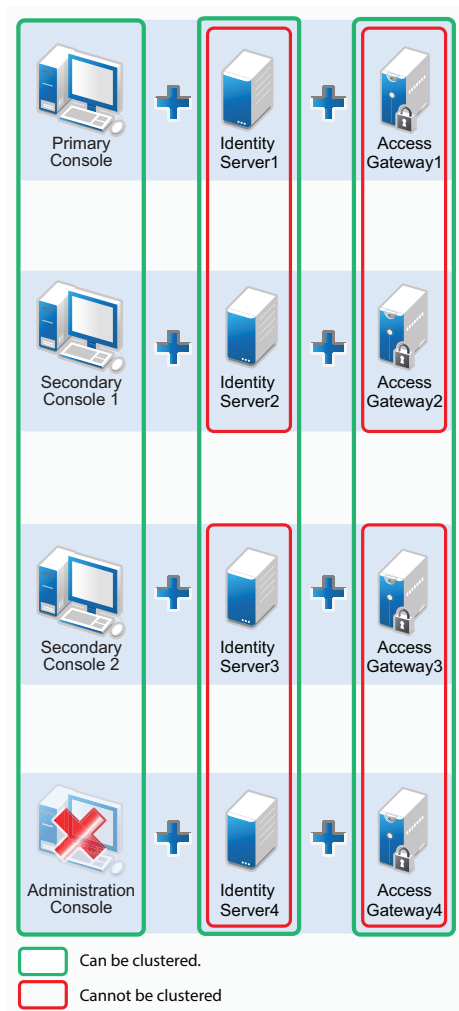 Primary
Console
Identity
Server1
Access
Gateway1
Secondary
Console 1
Identity
Server2
Access
Gateway2
Secondary
Console 2
Identity
Server3
Access
Gateway3
Administration
Console
Identity
Server4
Access
Gateway4
Can be clustered.
Cannot be clustered